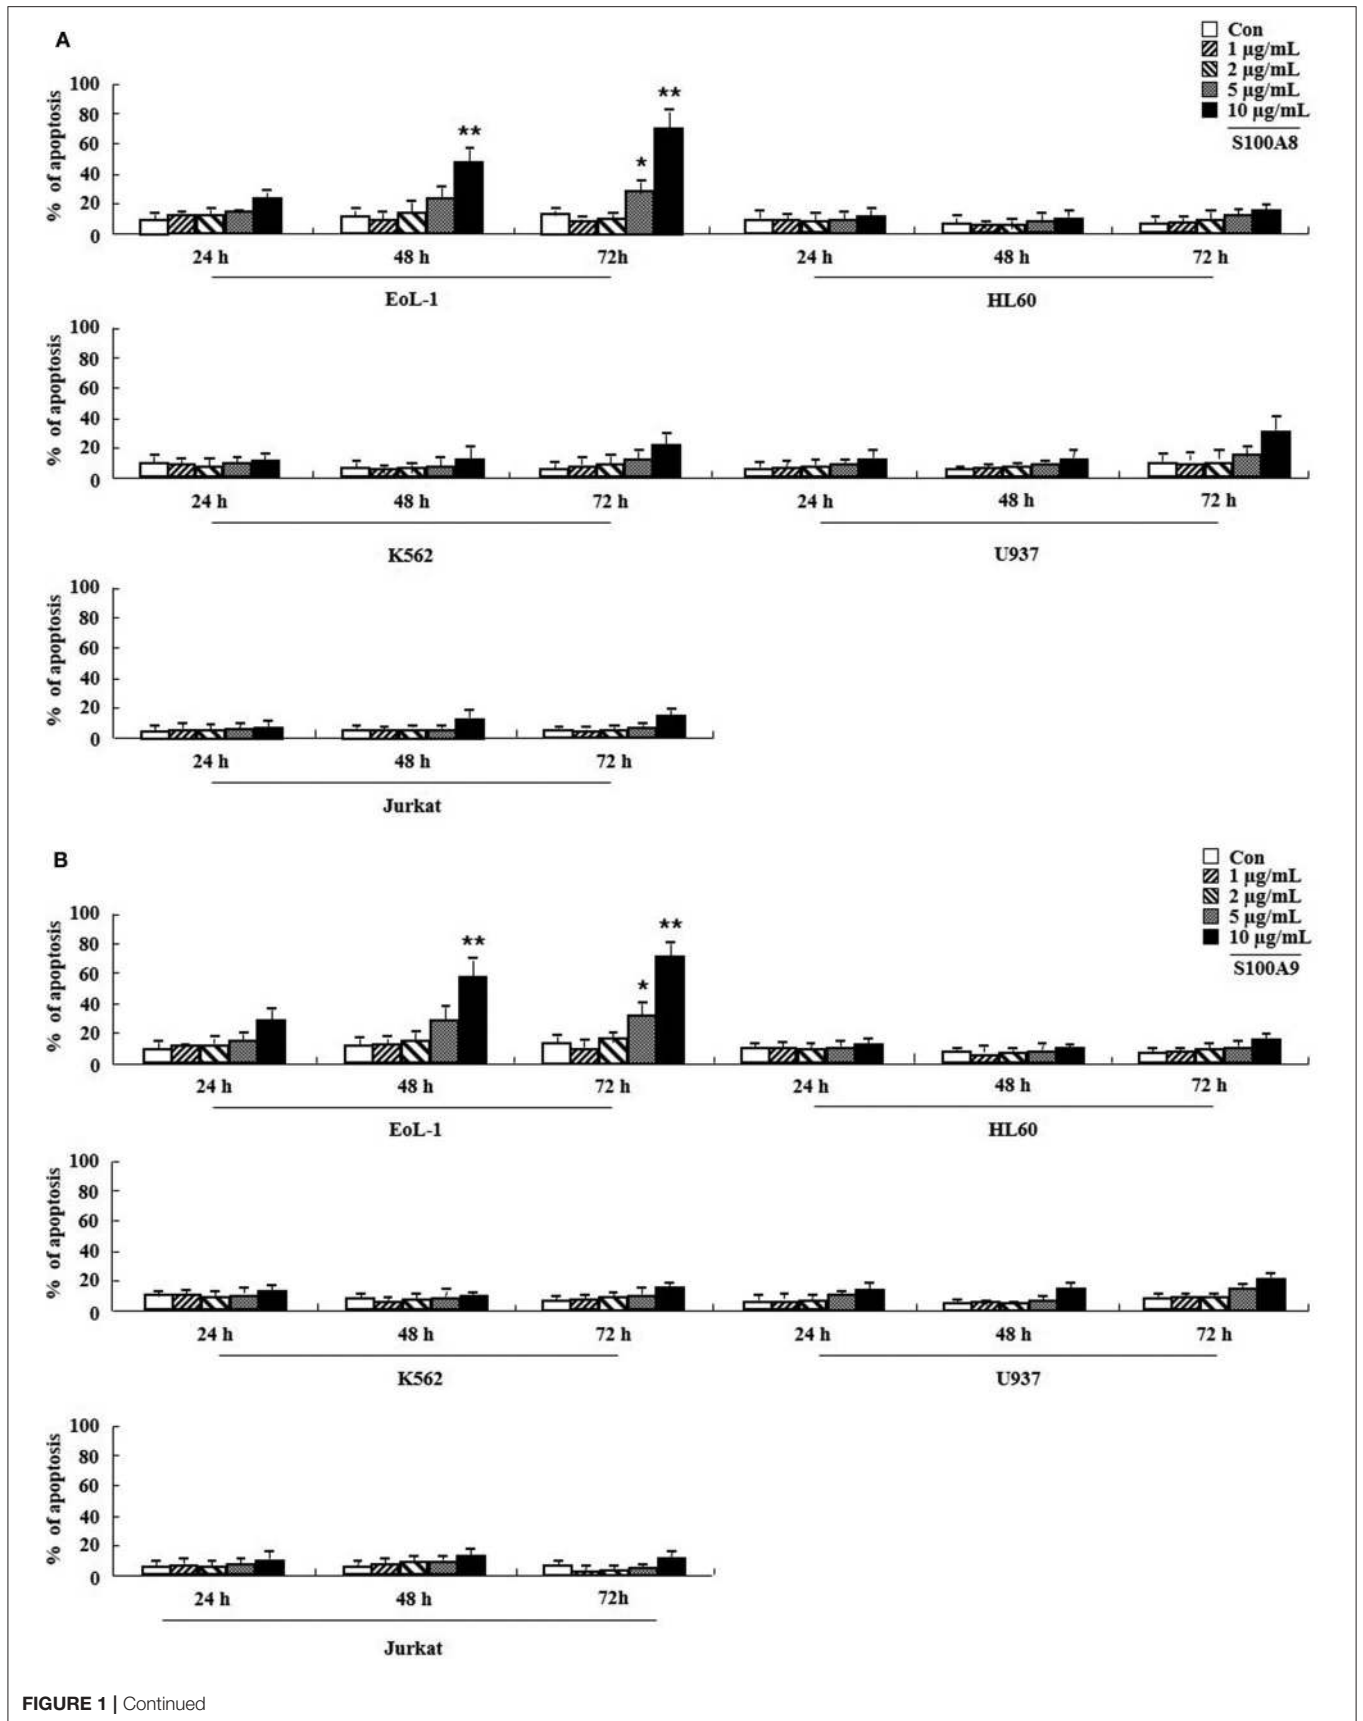 A
Con
1 µg/mL
2 µg/mL
5 µg/mL
10 µg/mL
S100A8
% of apoptosis
100
80
60
40
20
0
** ** *
24 h 48 h 72h 24 h 48 h 72 h
EoL-1 HL60
% of apoptosis
100
80
60
40
20
0
24 h 48 h 72 h 24 h 48 h 72 h
K562 U937
% of apoptosis
100
80
60
40
20
0
24 h 48 h 72 h
Jurkat
B
Con
1 µg/mL
2 µg/mL
5 µg/mL
10 µg/mL
S100A9
% of apoptosis
100
80
60
40
20
0
** ** *
24 h 48 h 72 h 24 h 48 h 72 h
EoL-1 HL60
% of apoptosis
100
80
60
40
20
0
24 h 48 h 72 h 24 h 48 h 72 h
K562 U937
% of apoptosis
100
80
60
40
20
0
24 h 48 h 72h
Jurkat
FIGURE 1 | Continued